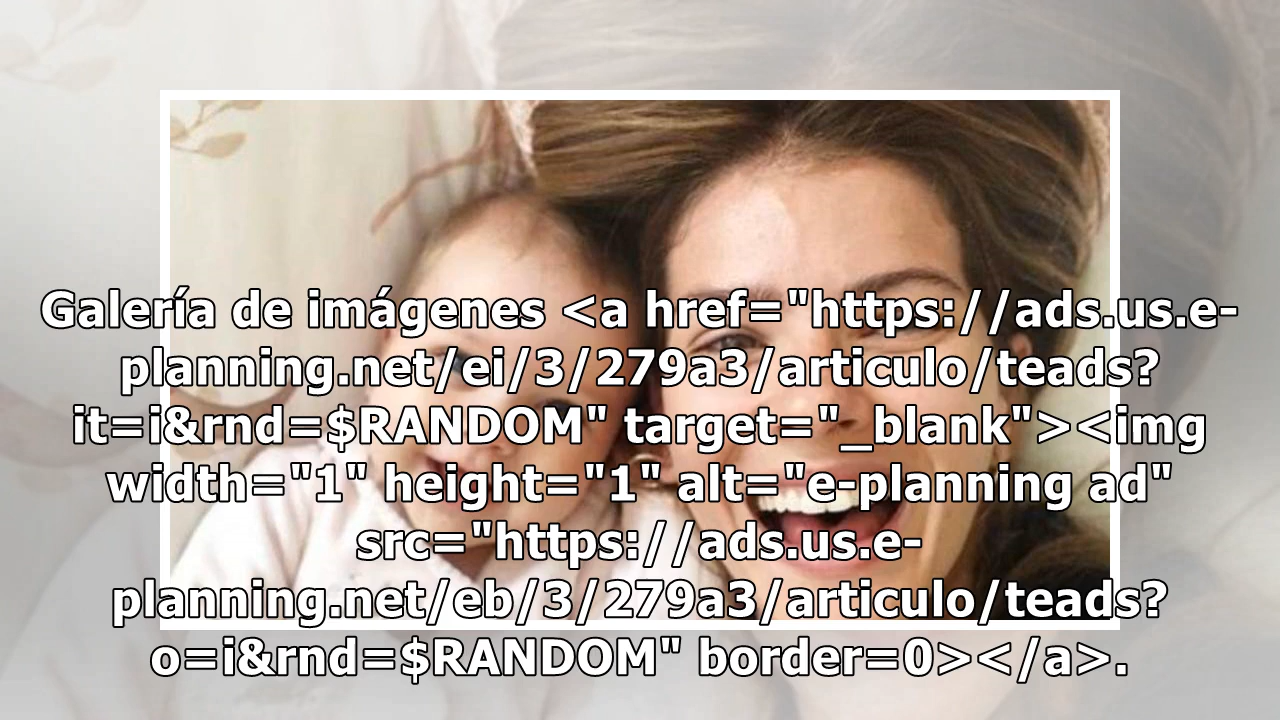 Galería de imágenes <a href="https://ads.us.e-
planning.net/ei/3/279a3/articulo/teads?
it=i&rnd=$RANDOM" target="_blank"><img
width="1" height="1" alt="e-planning ad"
src="https://ads.us.e-
planning.net/eb/3/279a3/articulo/teads?
o=i&rnd=$RANDOM" border=0></a>.